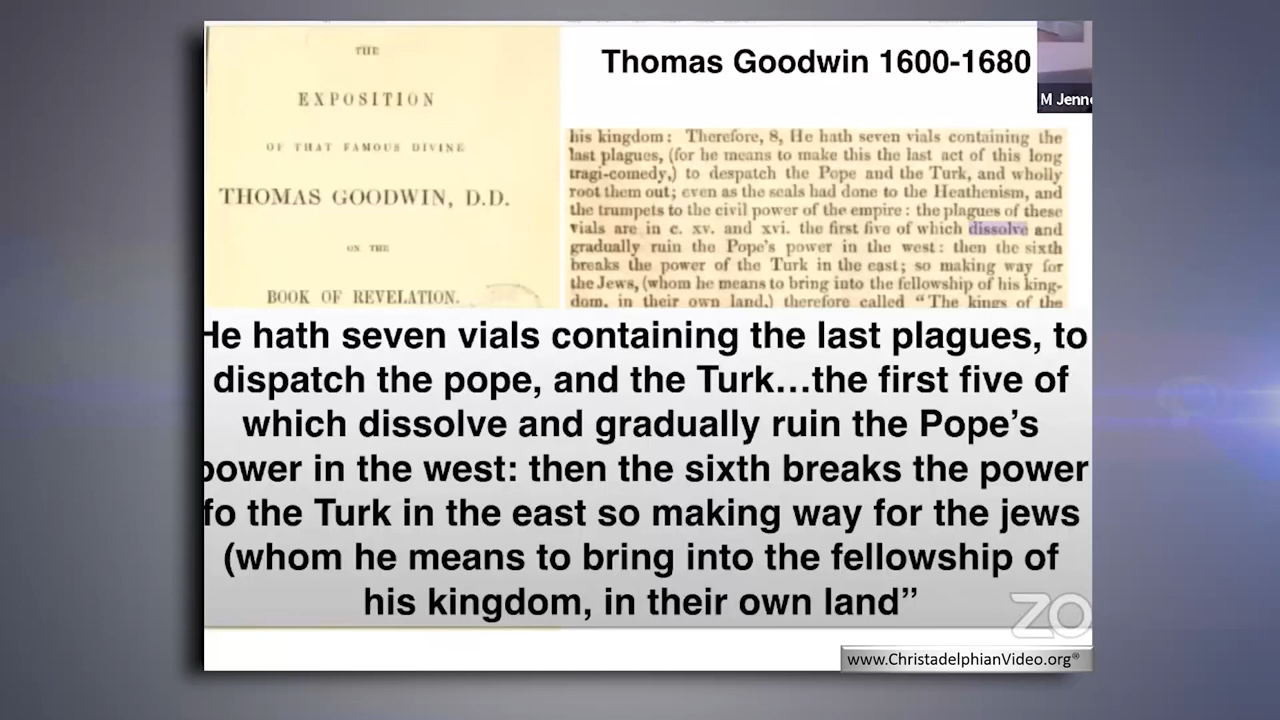 THE
EXPOSITION
OF THAT FAMOUS DIVINE
THOMAS GOODWIN, D.D.
ON THE
BOOK OF REVELATION.
Thomas Goodwin 1600-1680
M Jenn
his kingdom: Therefore, 8, He hath seven vials containing the
last plagues, (for he means to make this the last act of this long
tragi-comedy,) to despatch the Pope and the Turk, and wholly
root them out; even as the seals had done to the Heathenism, and
the trumpets to the civil power of the empire: the plagues of these
vials are in c. xv. and xvi. the first five of which dissolve and
gradually ruin the Pope's power in the west: then the sixth
breaks the power of the Turk in the east; so making way for
the Jews, (whom he means to bring into the fellowship of his king-
dom, in their own land,) therefore called "The kings of the
He hath seven vials containing the last plagues, to
dispatch the pope, and the Turk…the first five of
which dissolve and gradually ruin the Pope’s
power in the west: then the sixth breaks the power
fo the Turk in the east so making way for the jews
(whom he means to bring into the fellowship of
his kingdom, in their own land”
ZO
www.ChristadelphianVideo.org®